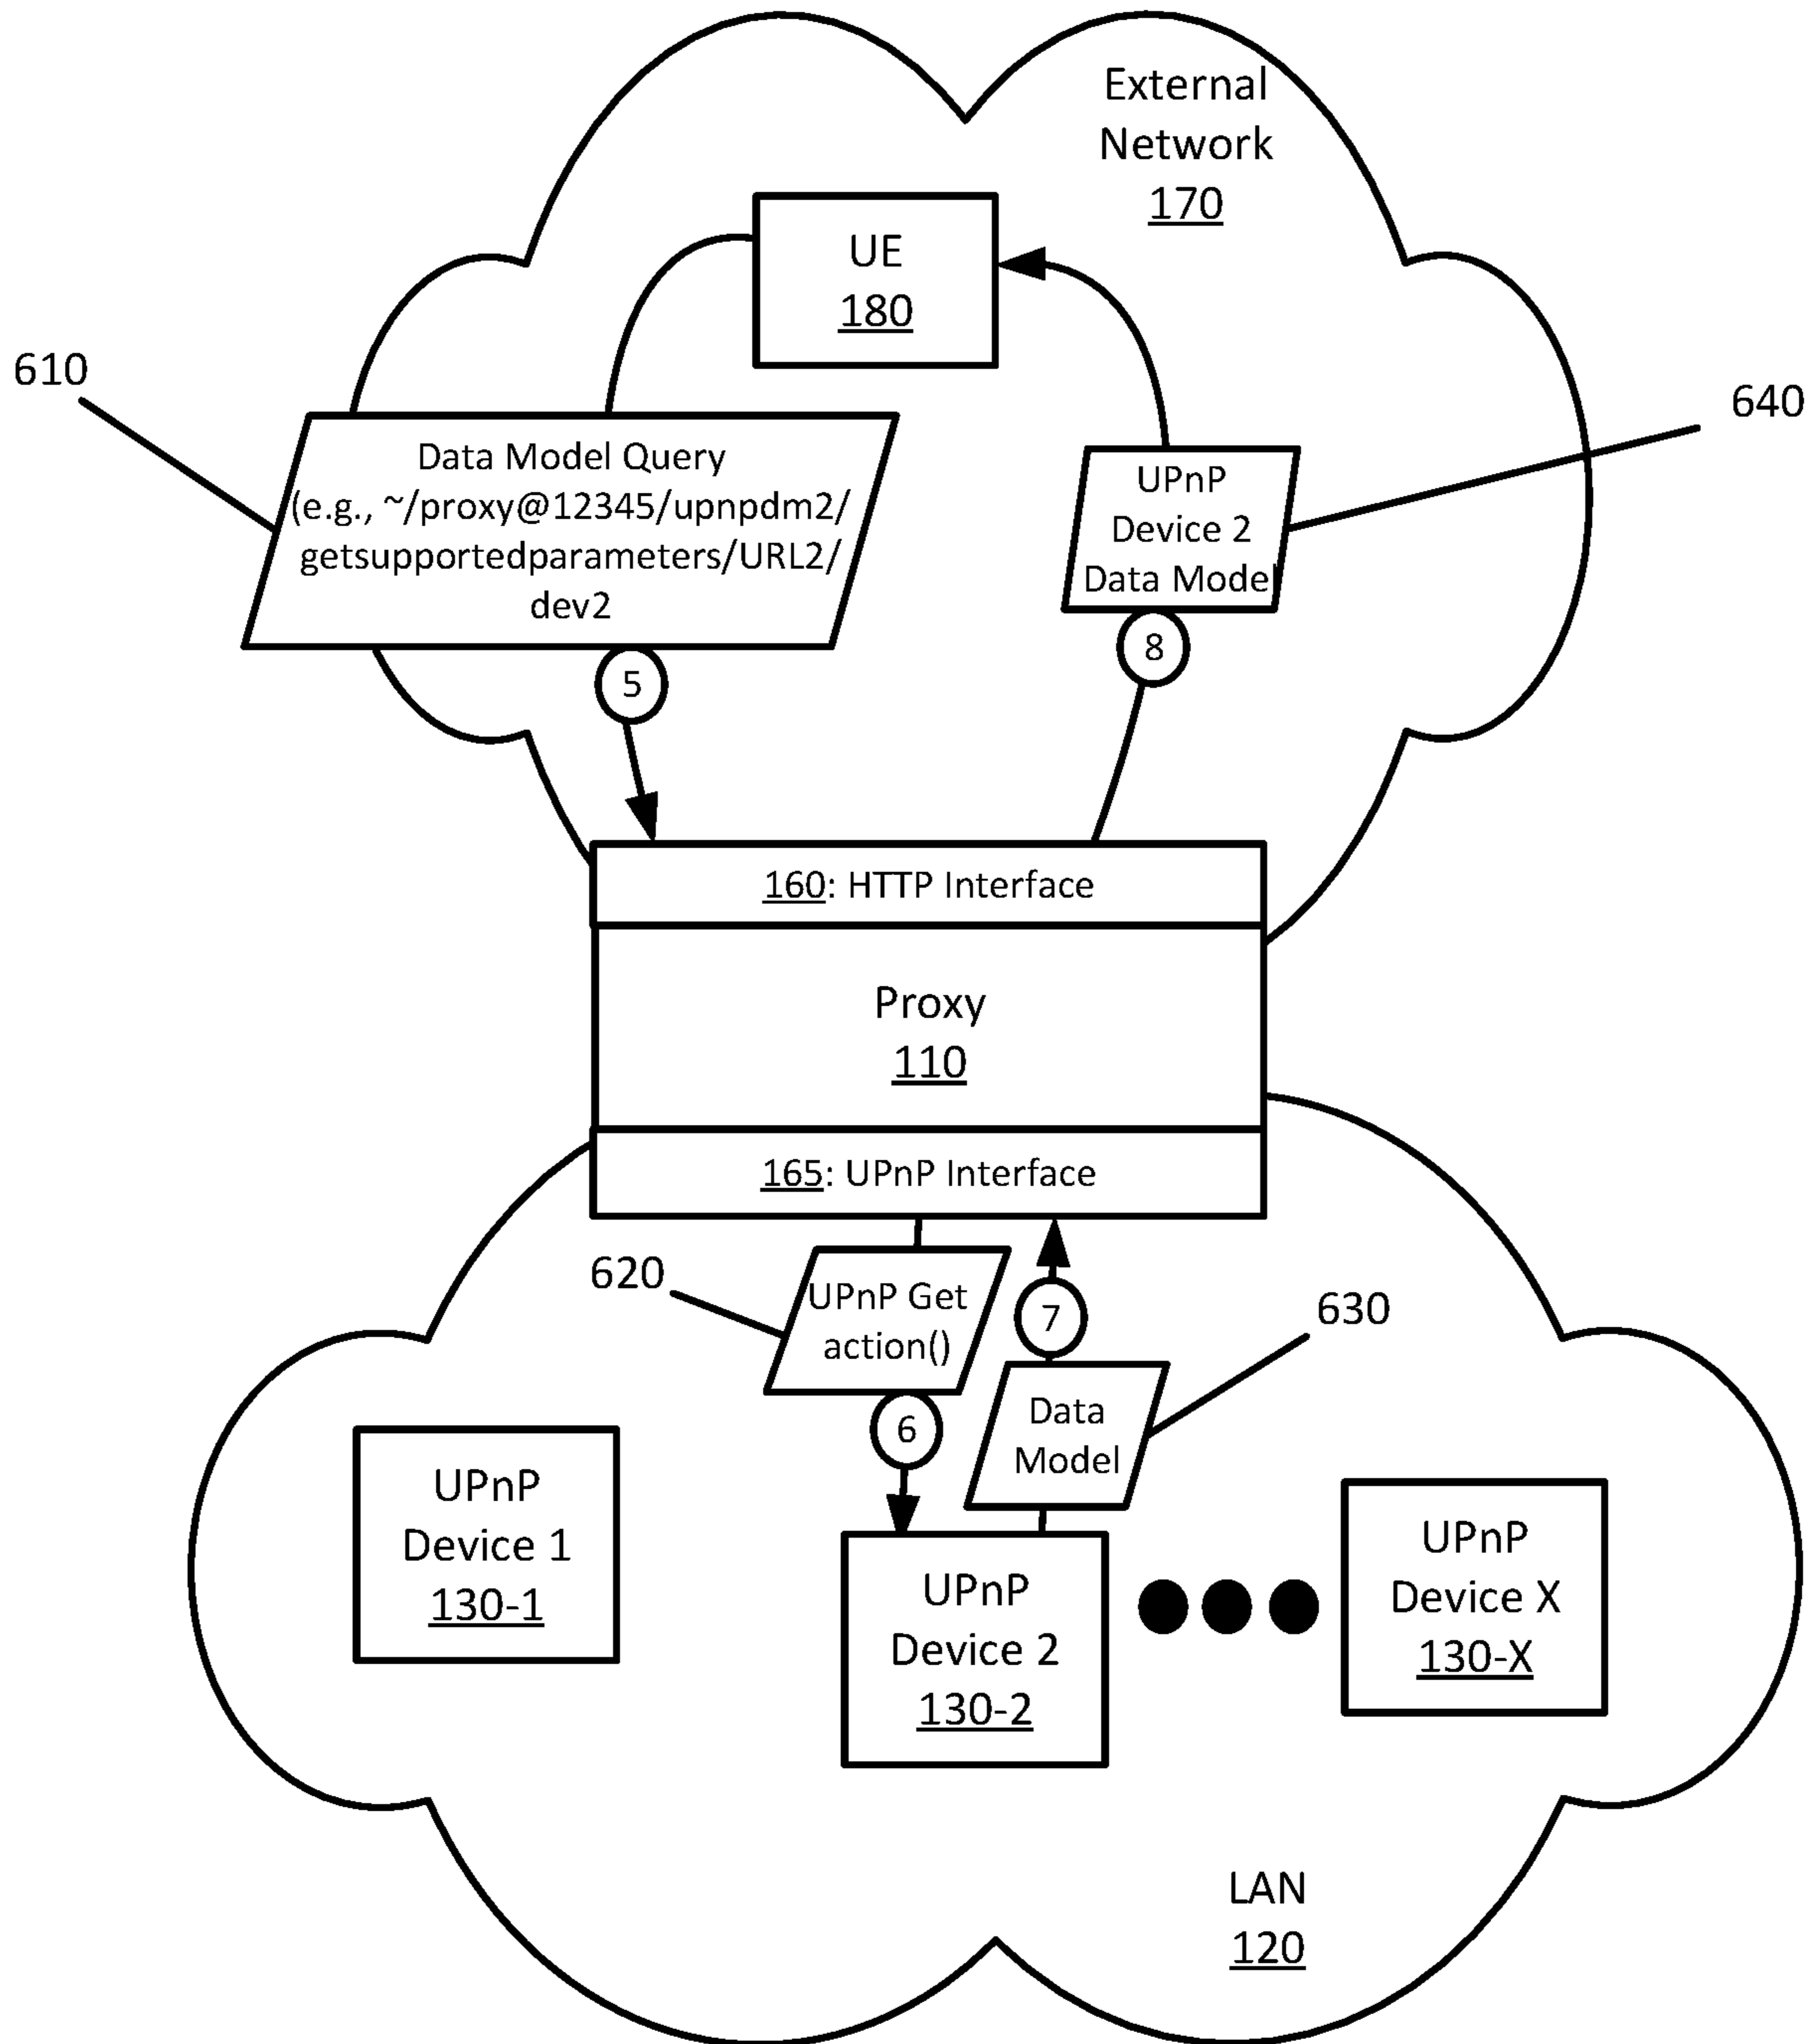 External
Network
170
UE
180
610
640
Data Model Query
(e.g., ~/proxy@12345/upnpdm2/
getsupportedparameters/URL2/
dev2
UPnP
Device 2
Data Model
5
8
160: HTTP Interface
Proxy
110
165: UPnP Interface
620
UPnP Get
action()
7
630
6
Data
Model
UPnP
Device 1
130-1
UPnP
Device 2
130-2
UPnP
Device X
130-X
LAN
120